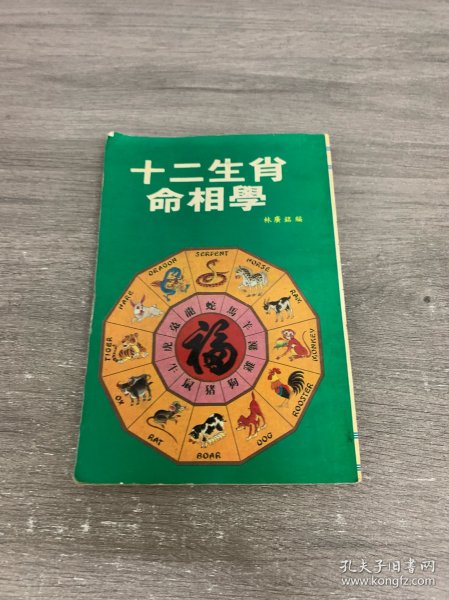 十二生肖
命相學
林廣銘編
SERPENT
HORSE
RAM
MONKEY
ROOSTER
DOG
BOAR
RAT
OX
TIGER
HARE
DRAGON
蛇
馬
羊
猴
雞
狗
猪
鼠
牛
虎
兔
龍
福
孔夫子旧书网
www.kongfz.com